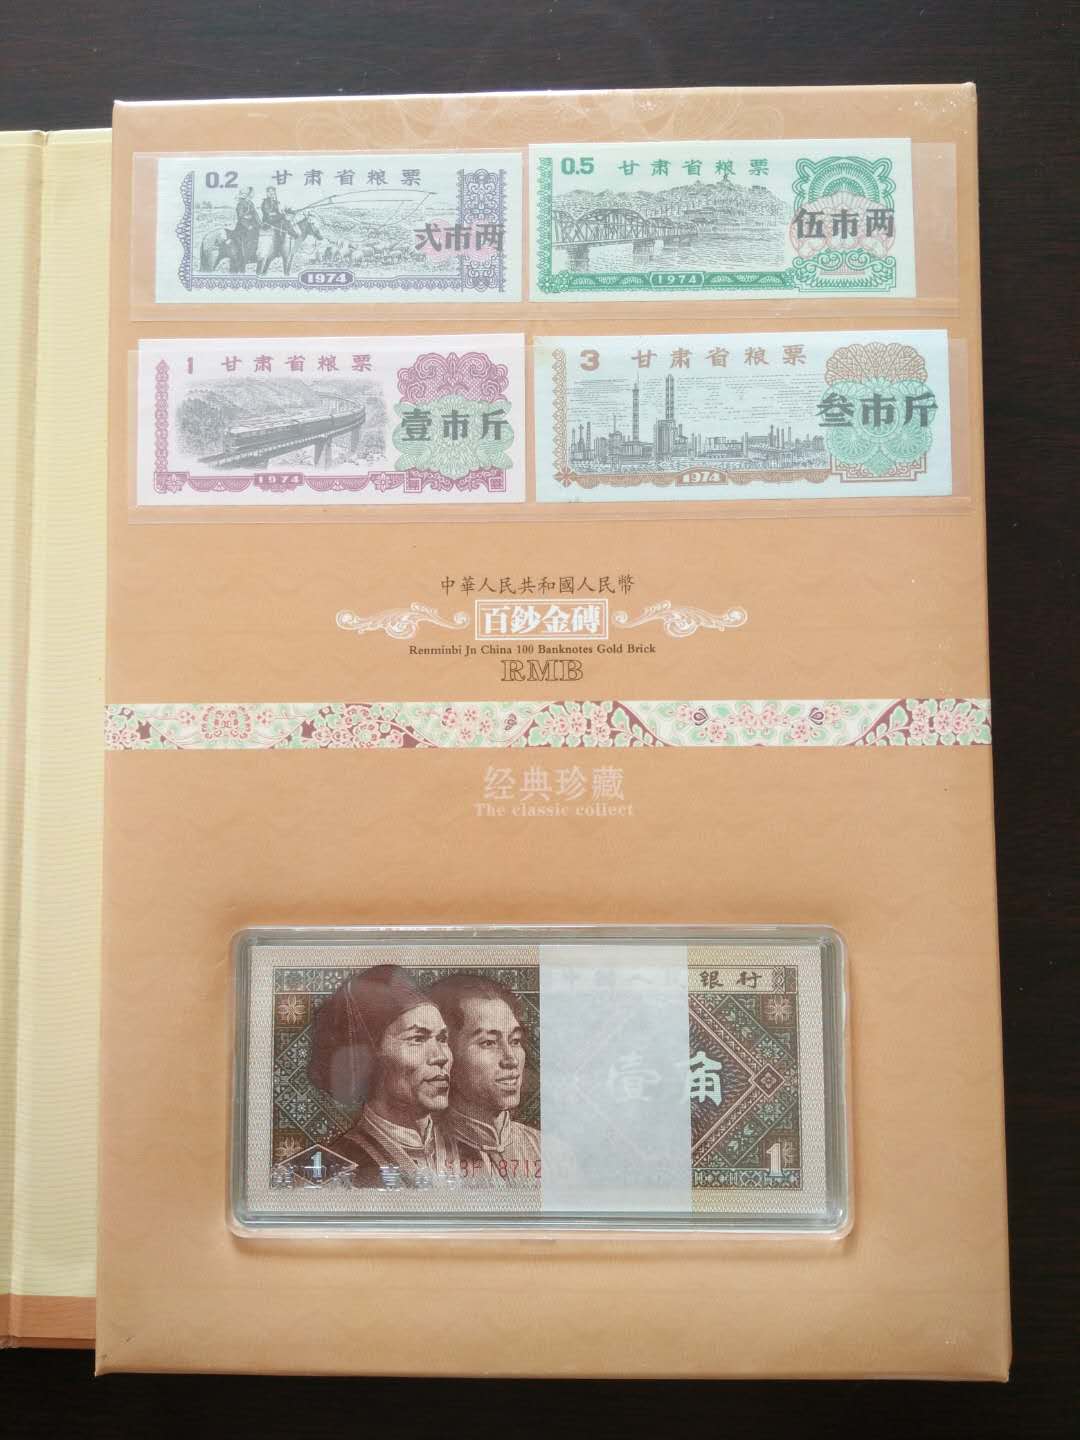 0.2 甘肃省粮票
弍市两
1974
0.5 甘肃省粮票
伍市两
1974
1 甘肃省粮票
壹市斤
1974
3 甘肃省粮票
叁市斤
1974
中華人民共和國人民幣
百鈔金磚
Renminbi Jn China 100 Banknotes Gold Brick
RMB
经典珍藏
The classic collect
银行
壹角
1
1